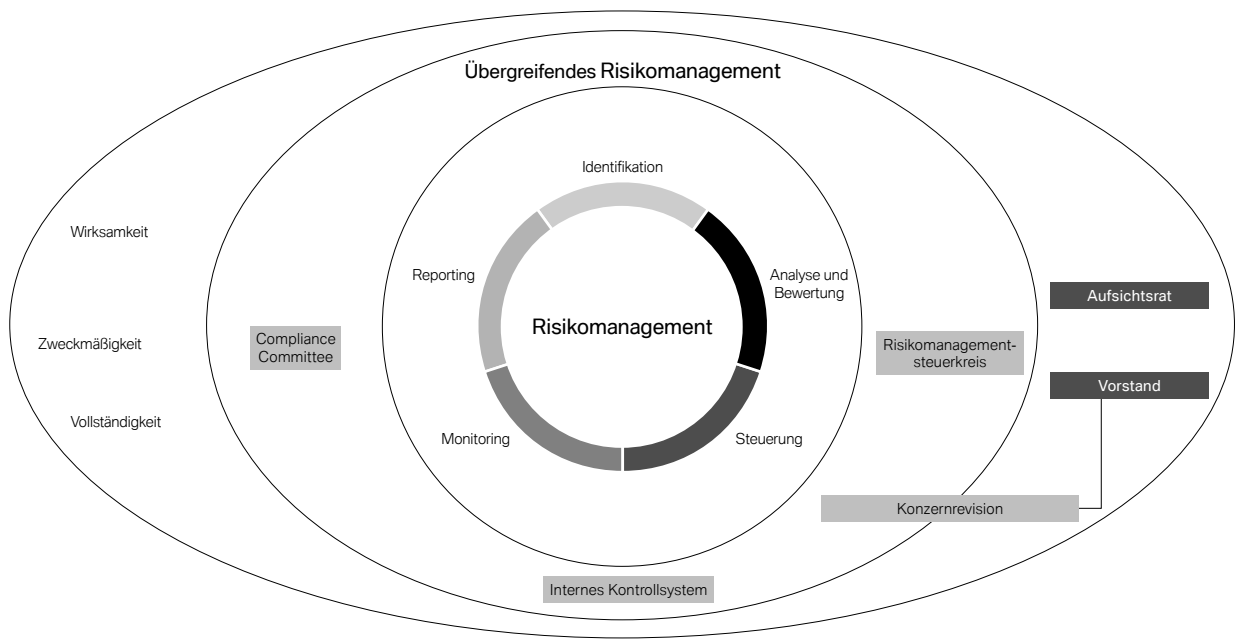 Übergreifendes Risikomanagement
Identifikation
Wirksamkeit
Reporting
Analyse und
Bewertung
Aufsichtsrat
Risikomanagement
Zweckmäßigkeit
Compliance
Committee
Risikomanagement-
steuerkreis
Vorstand
Vollständigkeit
Monitoring
Steuerung
Konzernrevision
Internes Kontrollsystem